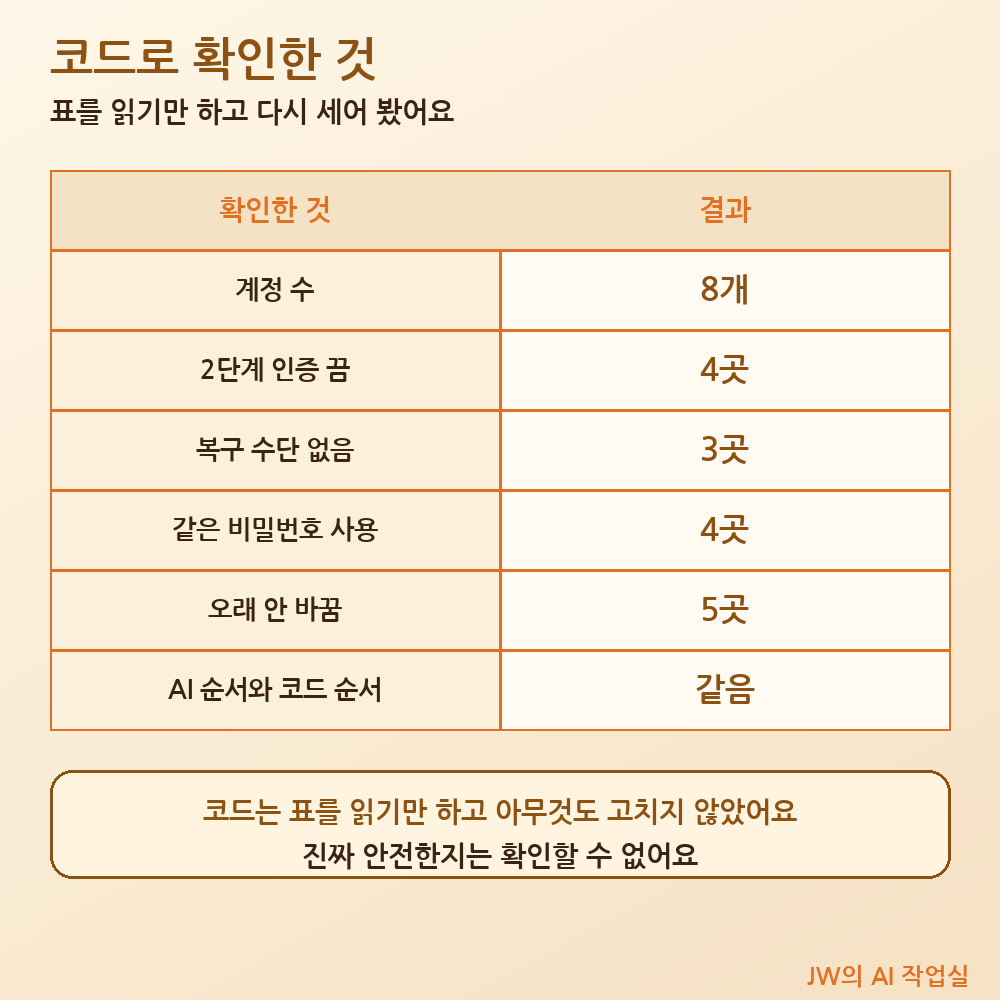 코드로 확인한 것
표를 읽기만 하고 다시 세어 봤어요
확인한 것 결과
계정 수 8개
2단계 인증 끔 4곳
복구 수단 없음 3곳
같은 비밀번호 사용 4곳
오래 안 바꿈 5곳
AI 순서와 코드 순서 같음
코드는 표를 읽기만 하고 아무것도 고치지 않았어요
진짜 안전한지는 확인할 수 없어요
JW의 AI 작업실